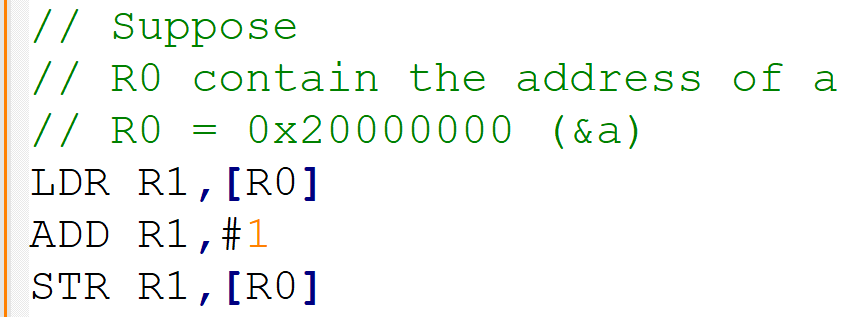 // Suppose
// R0 contain the address of a
// R0 = 0x20000000 (&a)
LDR R1,[R0]
ADD R1,#1
STR R1,[R0]